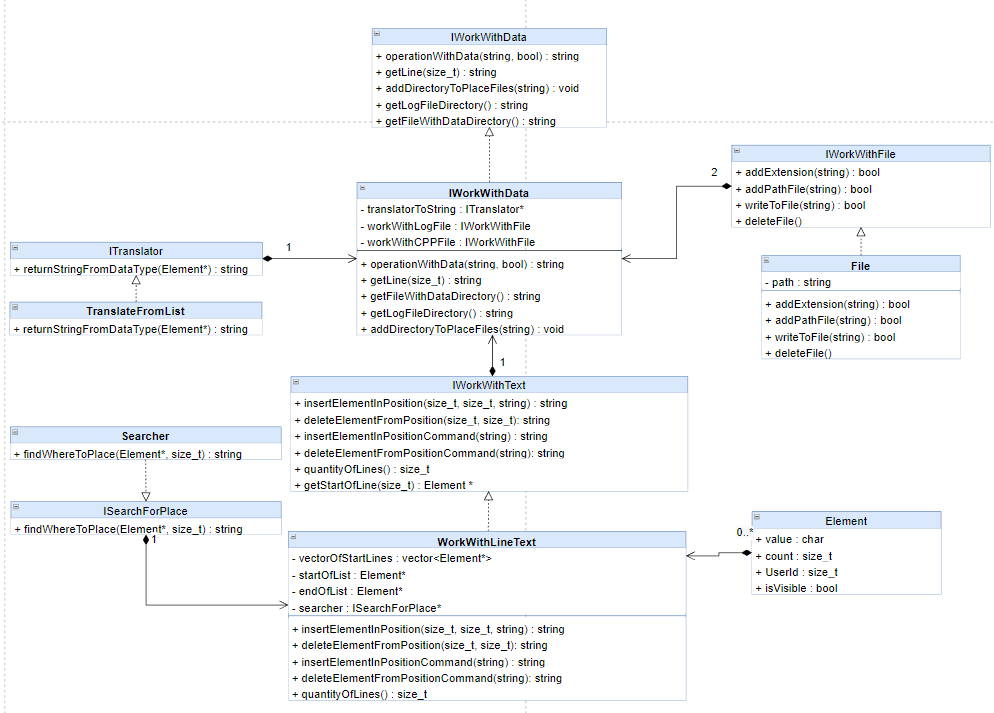 IWorkWithData
+ operationWithData(string, bool) : string
+ getLine(size_t) : string
+ addDirectoryToPlaceFiles(string) : void
+ getLogFileDirectory() : string
+ getFileWithDataDirectory() : string
IWorkWithFile
+ addExtension(string) : bool
+ addPathFile(string) : bool
+ writeToFile(string) : bool
+ deleteFile()
2
IWorkWithData
- translatorToString : ITranslator*
- workWithLogFile : IWorkWithFile
- workWithCPPFile : IWorkWithFile
+ operationWithData(string, bool) : string
+ getLine(size_t) : string
+ getFileWithDataDirectory() : string
+ getLogFileDirectory() : string
+ addDirectoryToPlaceFiles(string) : void
ITranslator
+ returnStringFromDataType(Element*) : string
1
TranslateFromList
+ returnStringFromDataType(Element*) : string
File
- path : string
+ addExtension(string) : bool
+ addPathFile(string) : bool
+ writeToFile(string) : bool
+ deleteFile()
1
IWorkWithText
+ insertElementInPosition(size_t, size_t, string) : string
+ deleteElementFromPosition(size_t, size_t): string
+ insertElementInPositionCommand(string) : string
+ deleteElementFromPositionCommand(string): string
+ quantityOfLines() : size_t
+ getStartOfLine(size_t) : Element *
Searcher
+ findWhereToPlace(Element*, size_t) : string
ISearchForPlace
+ findWhereToPlace(Element*, size_t) : string
1
WorkWithLineText
- vectorOfStartLines : vector<Element*>
- startOfList : Element*
- endOfList : Element*
- searcher : ISearchForPlace*
+ insertElementInPosition(size_t, size_t, string) : string
+ deleteElementFromPosition(size_t, size_t): string
+ insertElementInPositionCommand(string) : string
+ deleteElementFromPositionCommand(string): string
+ quantityOfLines() : size_t
0..*
Element
+ value : char
+ count : size_t
+ UserId : size_t
+ isVisible : bool